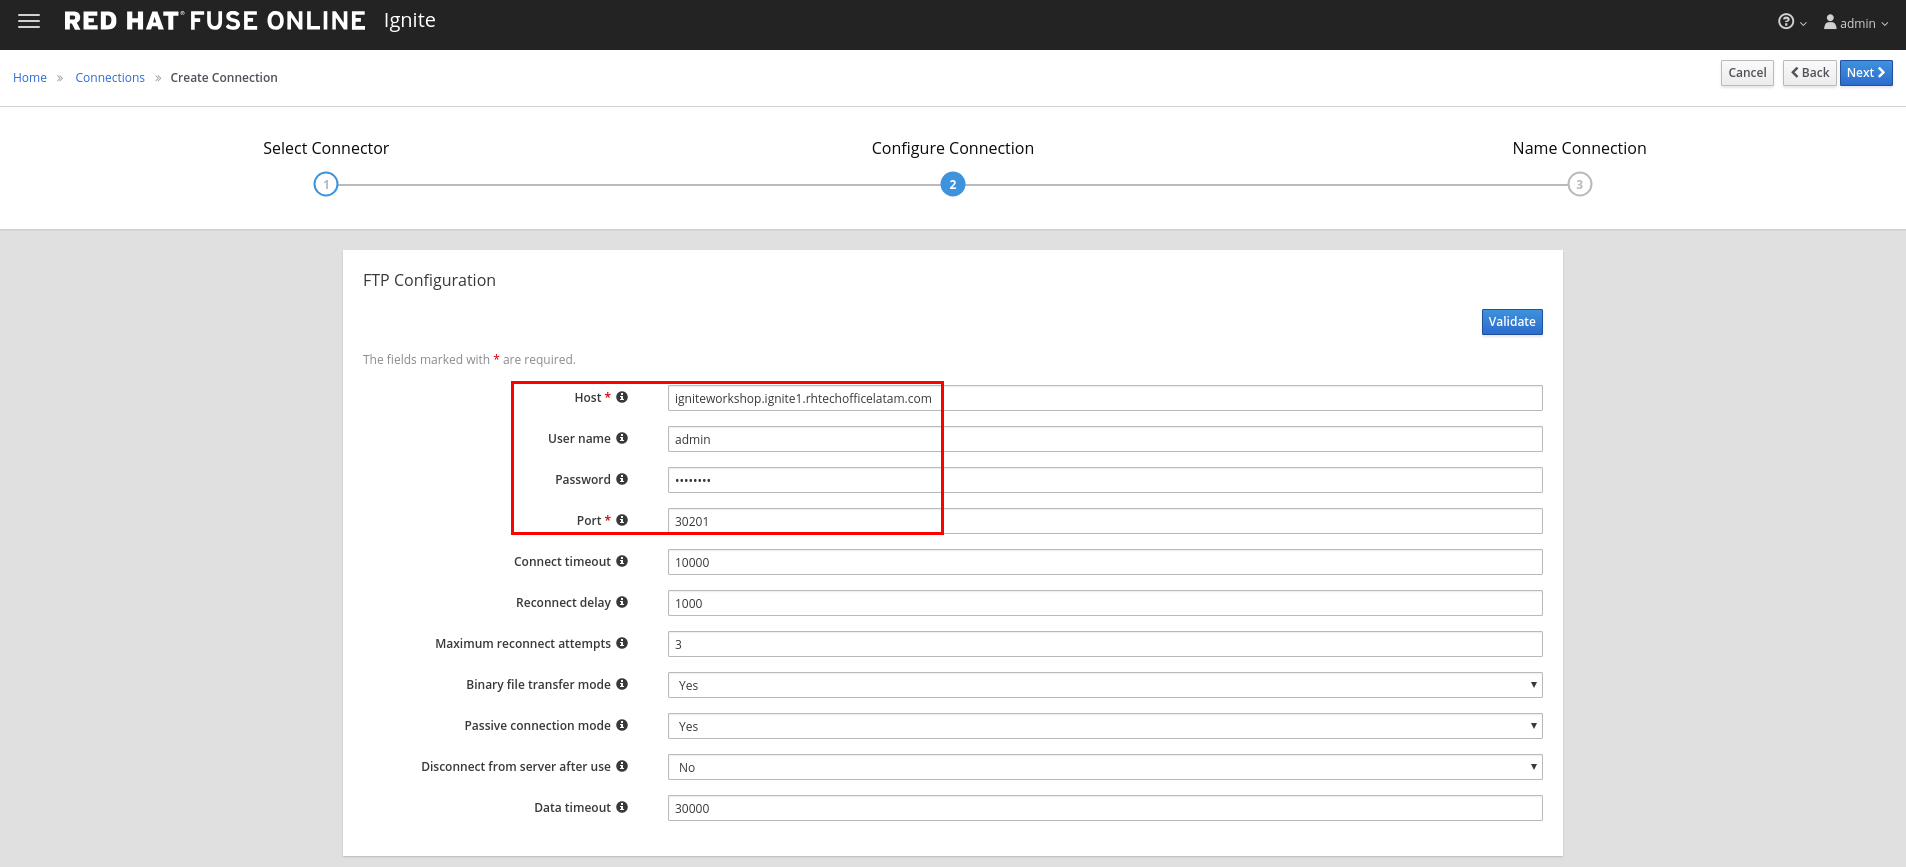 RED HAT® FUSE ONLINE Ignite
? admin
Home » Connections » Create Connection
Cancel Back Next
Select Connector Configure Connection Name Connection
1 2 3
FTP Configuration
Validate
The fields marked with * are required.
Host * igniteworkshop.ignite1.rhtechofficelatam.com
User name admin
Password ••••••••
Port * 30201
Connect timeout 10000
Reconnect delay 1000
Maximum reconnect attempts 3
Binary file transfer mode Yes
Passive connection mode Yes
Disconnect from server after use No
Data timeout 30000